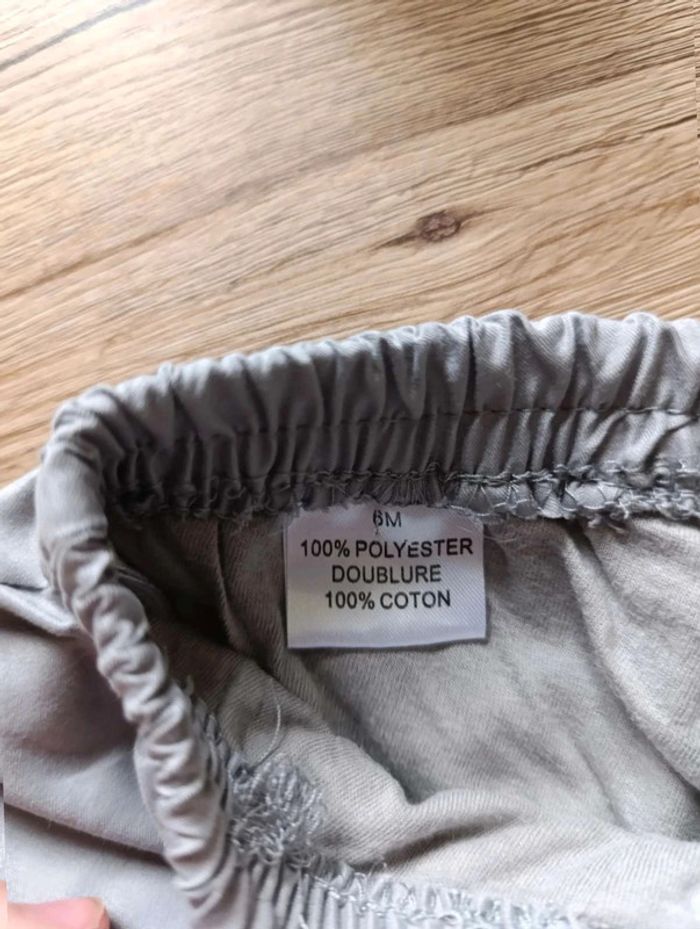 6M
100% POLYESTER
DOUBLURE
100% COTON